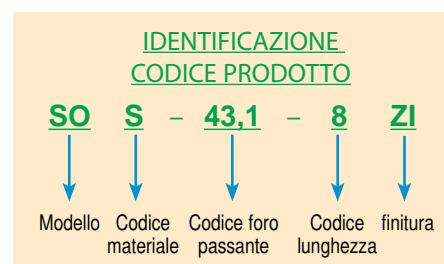 IDENTIFICAZIONE
CODICE PRODOTTO
SO S – 43,1 – 8 ZI
Modello Codice Codice foro Codice finitura
materiale passante lunghezza